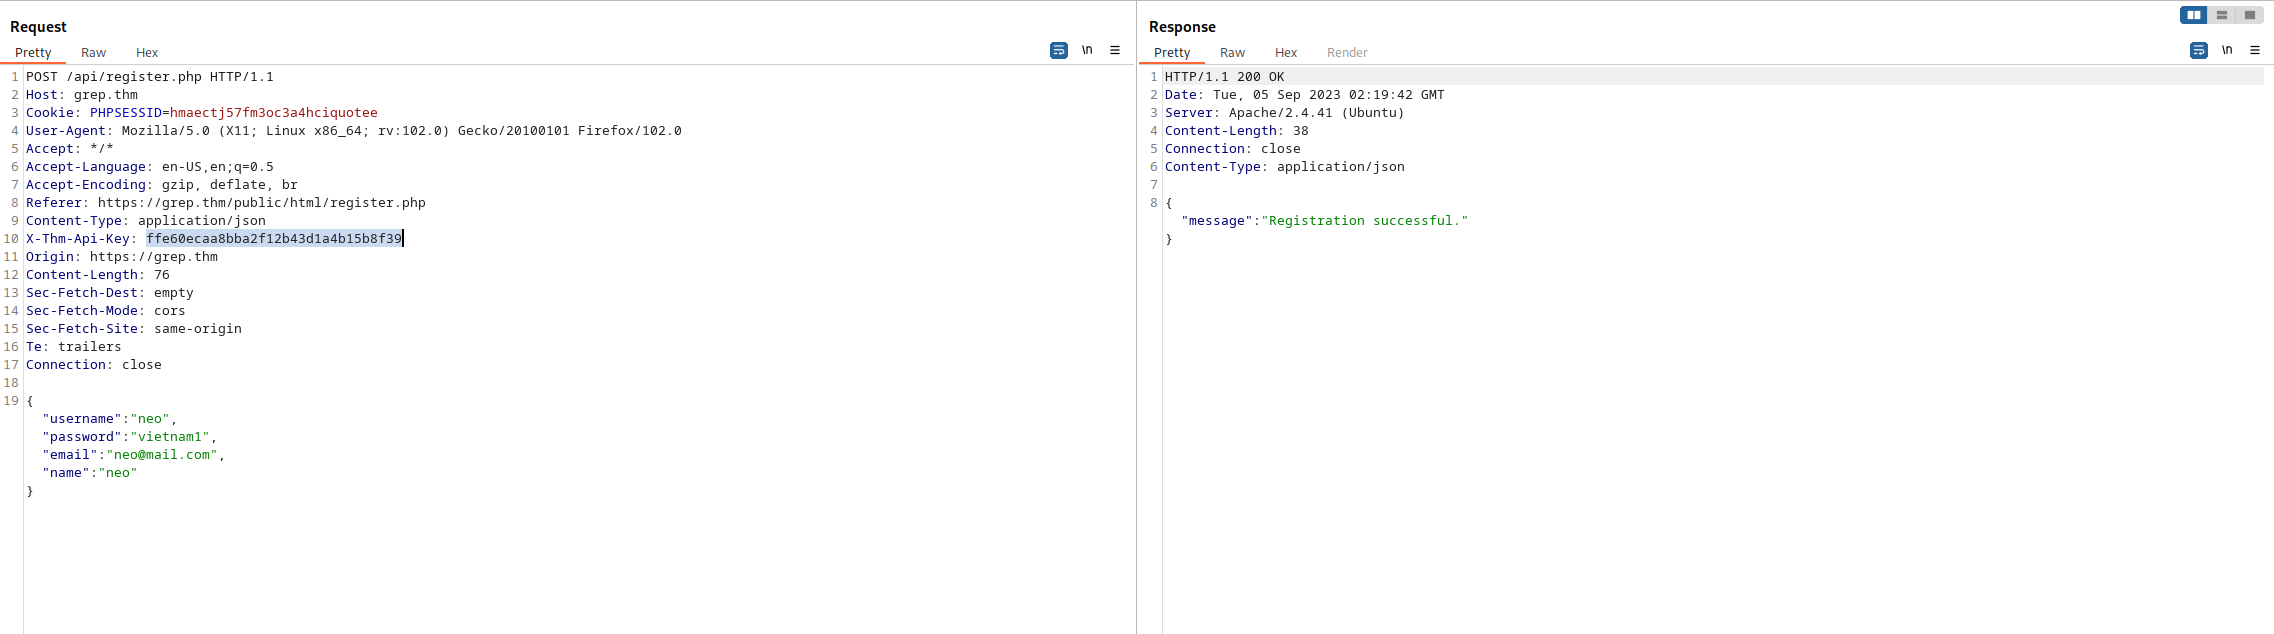 Request
Pretty Raw Hex
\n
1 POST /api/register.php HTTP/1.1
2 Host: grep.thm
3 Cookie: PHPSESSID=hmaectj57fm3oc3a4hciquotee
4 User-Agent: Mozilla/5.0 (X11; Linux x86_64; rv:102.0) Gecko/20100101 Firefox/102.0
5 Accept: */*
6 Accept-Language: en-US,en;q=0.5
7 Accept-Encoding: gzip, deflate, br
8 Referer: https://grep.thm/public/html/register.php
9 Content-Type: application/json
10 X-Thm-Api-Key: ffe60ecaa8bba2f12b43d1a4b15b8f39
11 Origin: https://grep.thm
12 Content-Length: 76
13 Sec-Fetch-Dest: empty
14 Sec-Fetch-Mode: cors
15 Sec-Fetch-Site: same-origin
16 Te: trailers
17 Connection: close
18
19 {
"username":"neo",
"password":"vietnam1",
"email":"neo@mail.com",
"name":"neo"
}
Response
Pretty Raw Hex Render
\n
1 HTTP/1.1 200 OK
2 Date: Tue, 05 Sep 2023 02:19:42 GMT
3 Server: Apache/2.4.41 (Ubuntu)
4 Content-Length: 38
5 Connection: close
6 Content-Type: application/json
7
8 {
"message":"Registration successful."
}